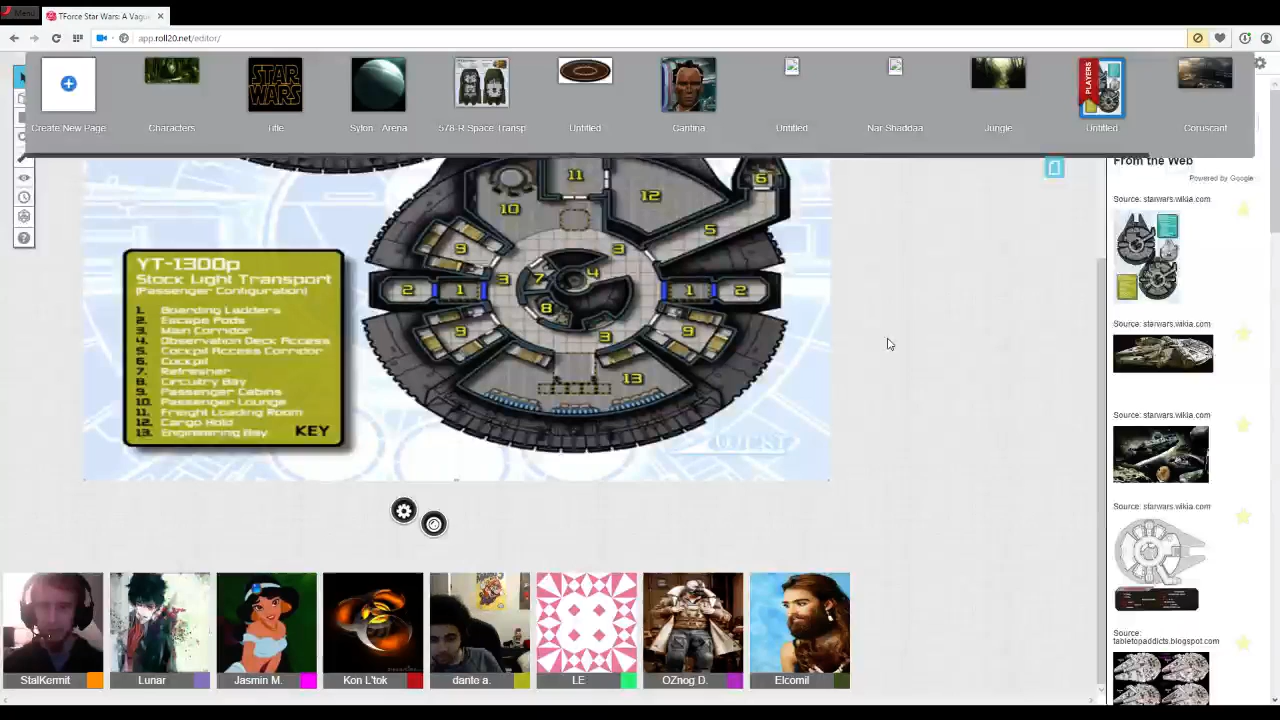 Menu
TForce Star Wars: A Vagu
app.roll20.net/editor/
STAR WARS
PLAYERS
Create New Page
Characters
Title
Sylon - Arena
578-R Space Transp
Untitled
Cantina
Untitled
Nar Shaddaa
Jungle
Untitled
Coruscant
From the Web
Powered by Google
Source: starwars.wikia.com
Source: starwars.wikia.com
Source: starwars.wikia.com
Source: starwars.wikia.com
Source:
tabletopaddicts.blogspot.com
11
6
10
12
5
9
3
3
7
4
2
1
1
2
8
9
3
9
13
YT-1300p
Stock Light Transport
(Passenger Configuration)
1. Boarding Ladders
2. Escape Pods
3. Main Corridor
4. Observation Deck Access
5. Cockpit Access Corridor
6. Cockpit
7. Refresher
8. Circuitry Bay
9. Passenger Cabins
10. Passenger Lounge
11. Freight Loading Room
12. Cargo Hold
13. Engineering Bay
KEY
StalKermit
Lunar
Jasmin M.
Kon L'tok
dante a.
LE
OZnog D.
Elcomil